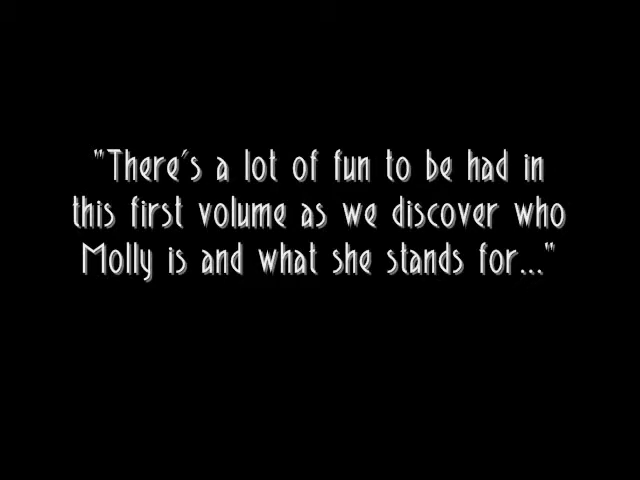 "There's a lot of fun to be had in
this first volume as we discover who
Molly is and what she stands for..."